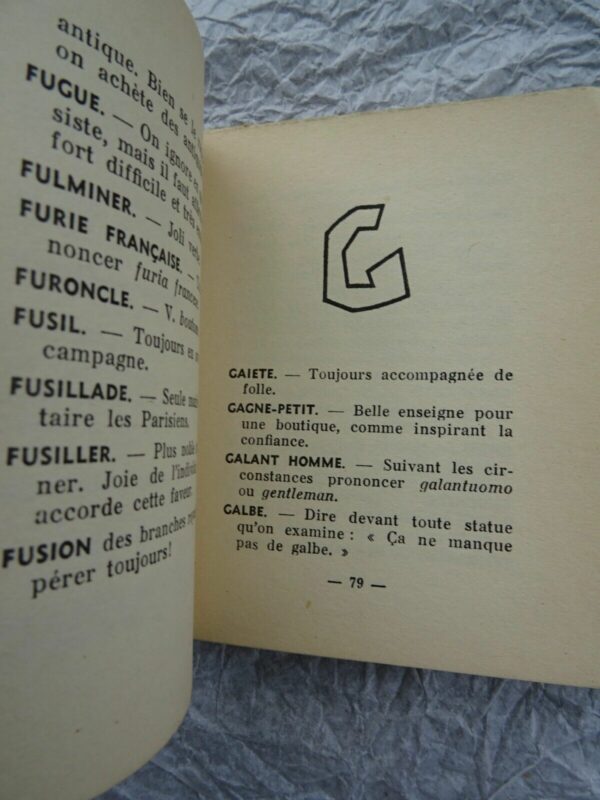 antique. Bien se
on achète des
FUGUE. — On ignore
siste, mais il faut
fort difficile et très
FULMINER. — Joli
FURIE FRANÇAISE. —
noncer furia
FURONCLE. — V.
FUSIL. — Toujours
campagne.
FUSILLADE. — Seule
taire les Parisiens.
FUSILLER. — Plus
ner. Joie de
accorde cette faveur.
FUSION des branches
pérer toujours!
G
GAIETE. — Toujours accompagnée de
folle.
GAGNE-PETIT. — Belle enseigne pour
une boutique, comme inspirant la
confiance.
GALANT HOMME. — Suivant les cir-
constances prononcer galantuomo
ou gentleman.
GALBE. — Dire devant toute statue
qu'on examine : « Ça ne manque
pas de galbe. »
— 79 —